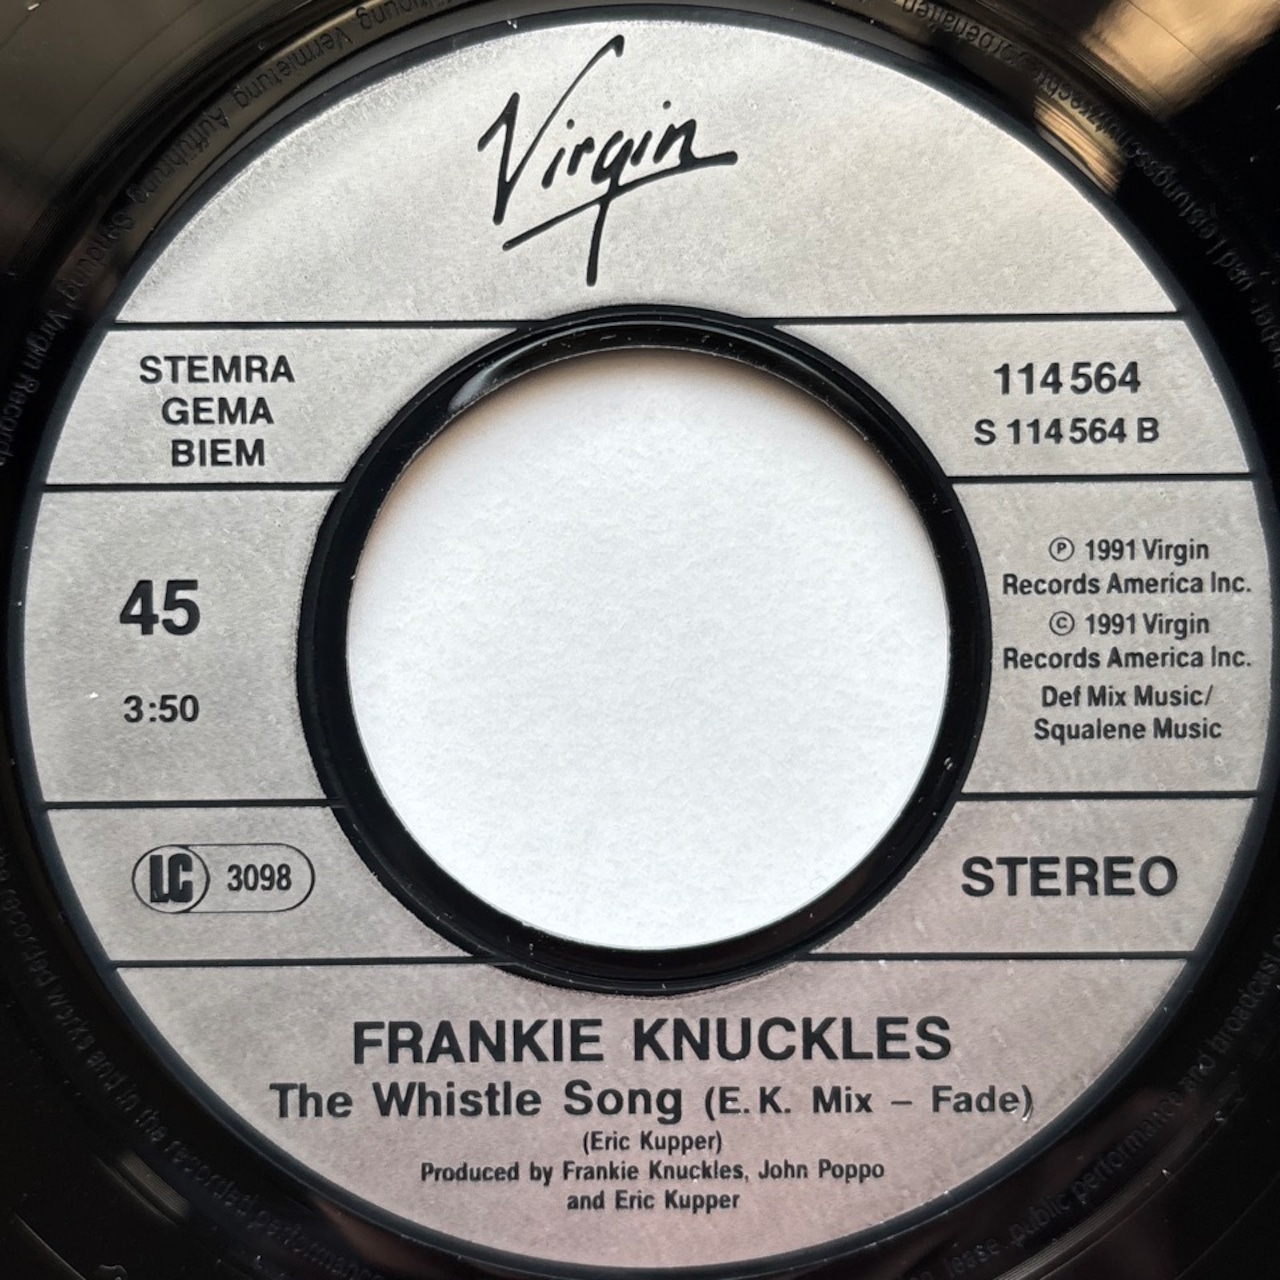 Virgin
STEMRA
GEMA
BIEM
114 564
S 114 564 B
45
3:50
℗ 1991 Virgin
Records America Inc.
© 1991 Virgin
Records America Inc.
Def Mix Music/
Squalene Music
LC 3098
STEREO
FRANKIE KNUCKLES
The Whistle Song (E.K. Mix – Fade)
(Eric Kupper)
Produced by Frankie Knuckles, John Poppo
and Eric Kupper